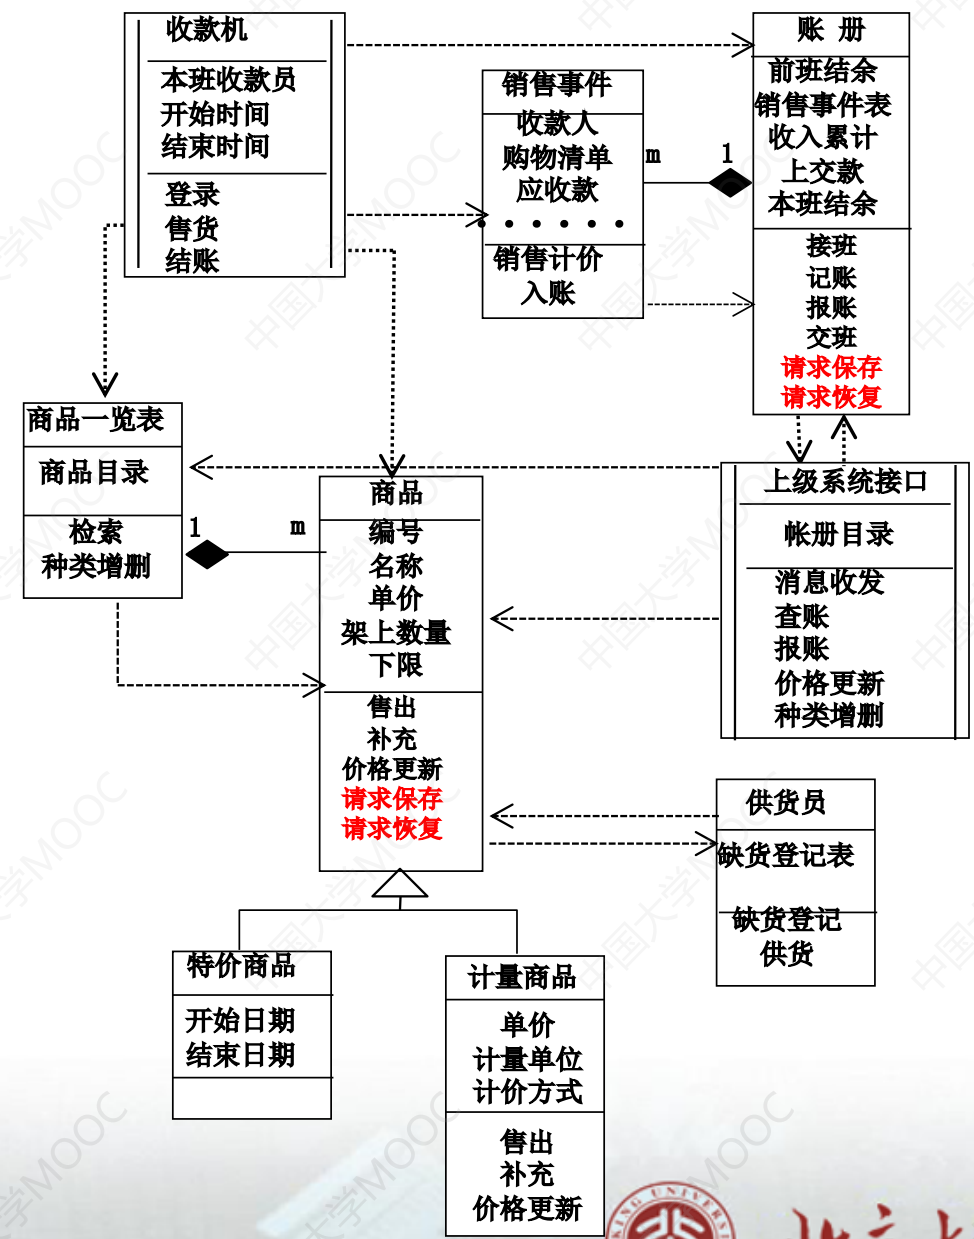 收款机
本班收款员
开始时间
结束时间
登录
售货
结账
销售事件
收款人
购物清单
应收款
• • • • • •
销售计价
入账
m
1
账 册
前班结余
销售事件表
收入累计
上交款
本班结余
接班
记账
报账
交班
请求保存
请求恢复
商品一览表
商品目录
检索
种类增删
1
m
商品
编号
名称
单价
架上数量
下限
售出
补充
价格更新
请求保存
请求恢复
上级系统接口
帐册目录
消息收发
查账
报账
价格更新
种类增删
供货员
缺货登记表
缺货登记
供货
特价商品
开始日期
结束日期
计量商品
单价
计量单位
计价方式
售出
补充
价格更新
中国大学MOOC